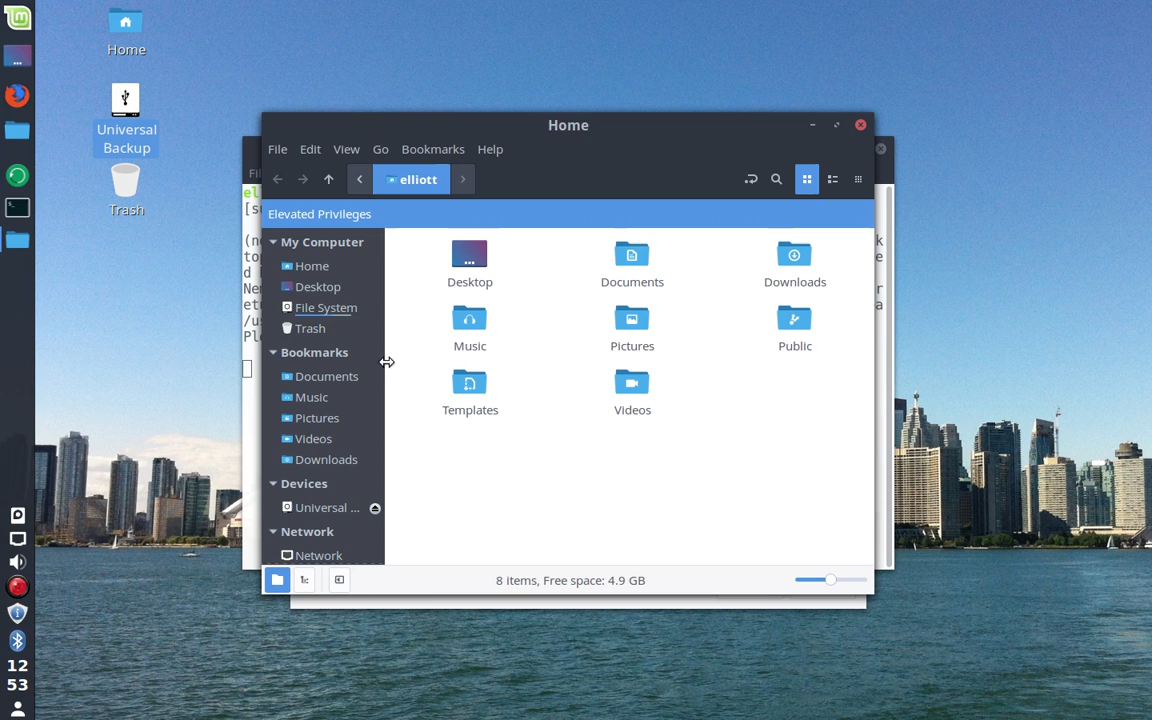 Home
Universal
Backup
Trash
Home
File Edit View Go Bookmarks Help
elliott
Elevated Privileges
My Computer
Home
Desktop
File System
Trash
Bookmarks
Documents
Music
Pictures
Videos
Downloads
Devices
Universal ...
Network
Network
Desktop
Documents
Downloads
Music
Pictures
Public
Templates
Videos
8 items, Free space: 4.9 GB
12
53